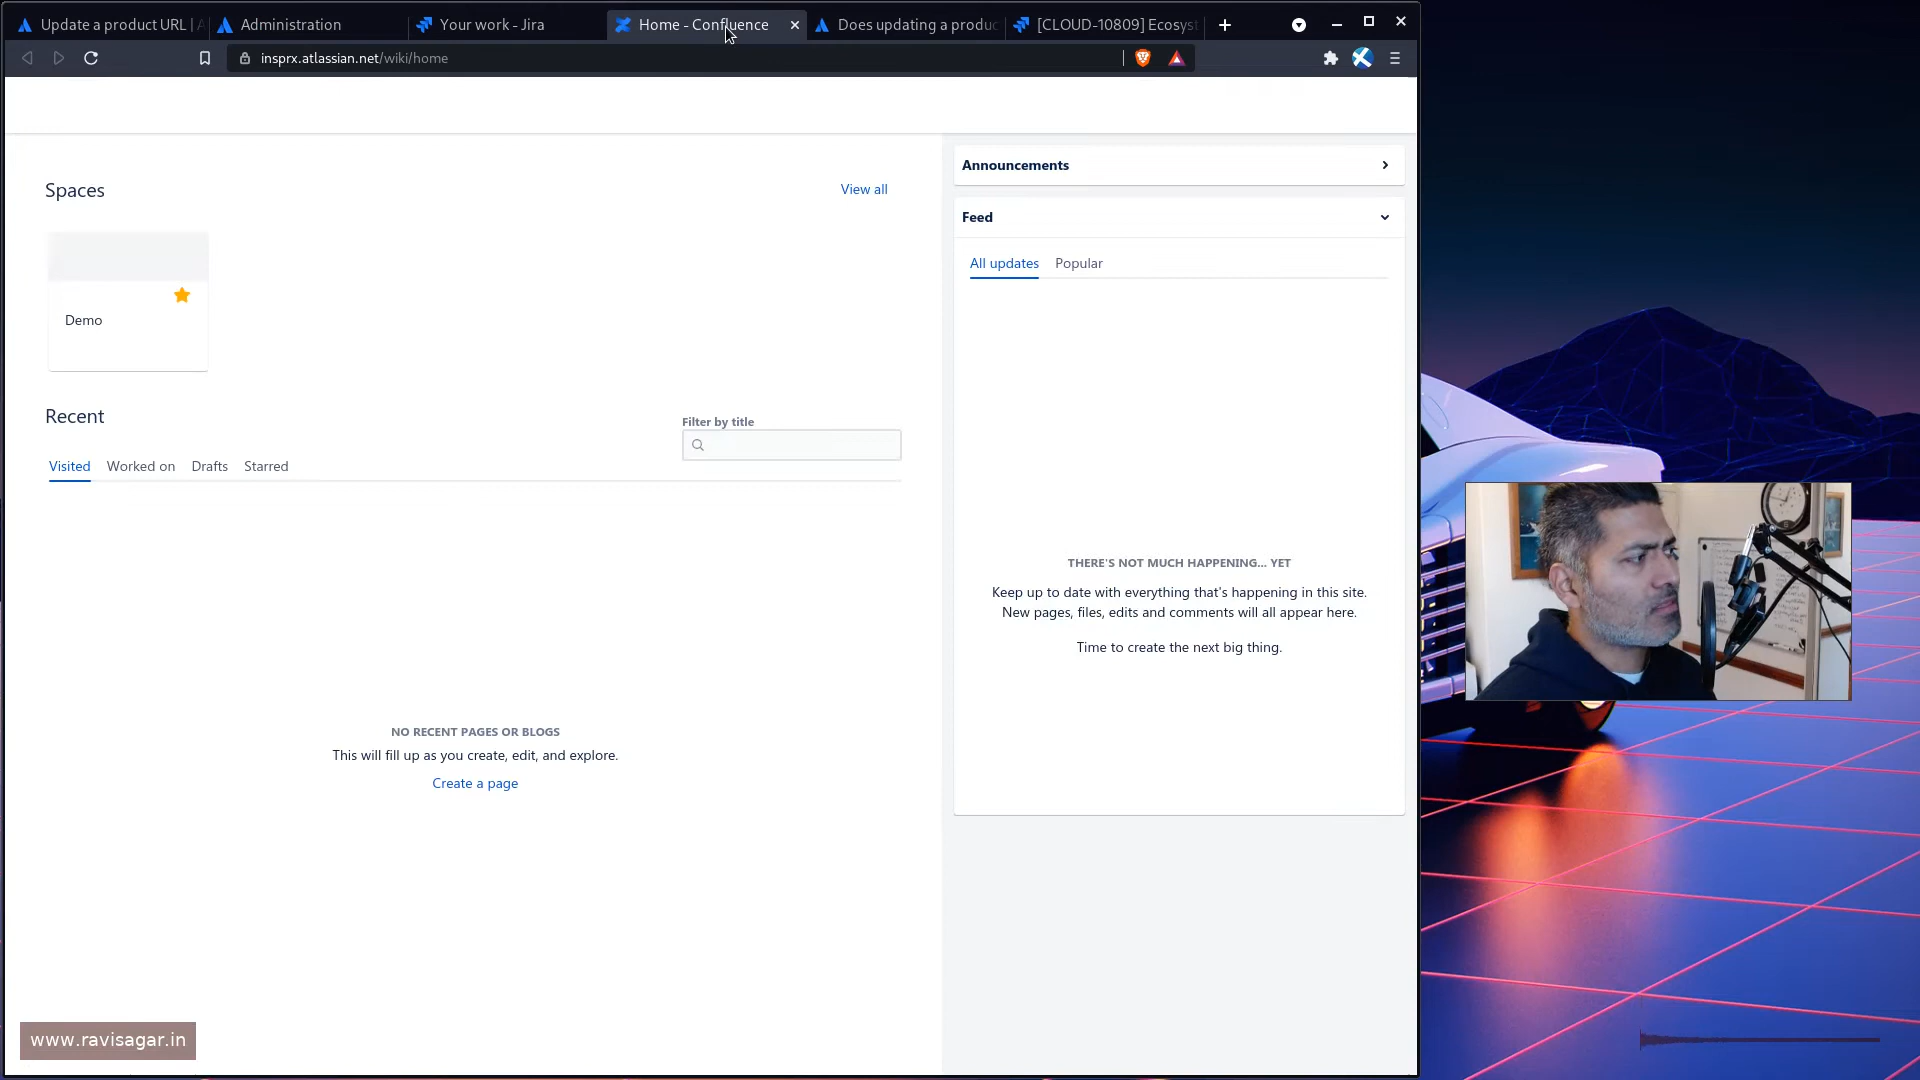 Update a product URL | A
Administration
Your work - Jira
Home - Confluence
Does updating a produc
[CLOUD-10809] Ecosyst
insprx.atlassian.net/wiki/home
Spaces
View all
Demo
Recent
Filter by title
Visited
Worked on
Drafts
Starred
NO RECENT PAGES OR BLOGS
This will fill up as you create, edit, and explore.
Create a page
Announcements
Feed
All updates
Popular
THERE'S NOT MUCH HAPPENING... YET
Keep up to date with everything that's happening in this site.
New pages, files, edits and comments will all appear here.
Time to create the next big thing.
www.ravisagar.in